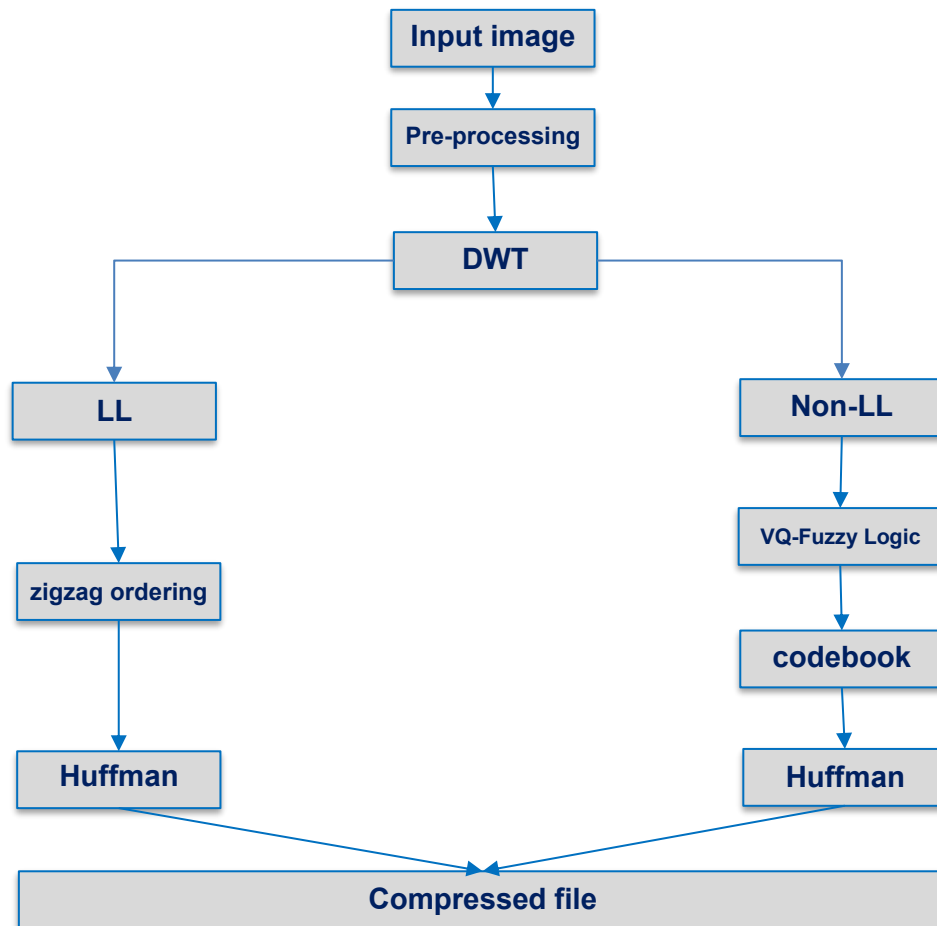 Input image
Pre-processing
DWT
LL
Non-LL
VQ-Fuzzy Logic
zigzag ordering
codebook
Huffman
Huffman
Compressed file